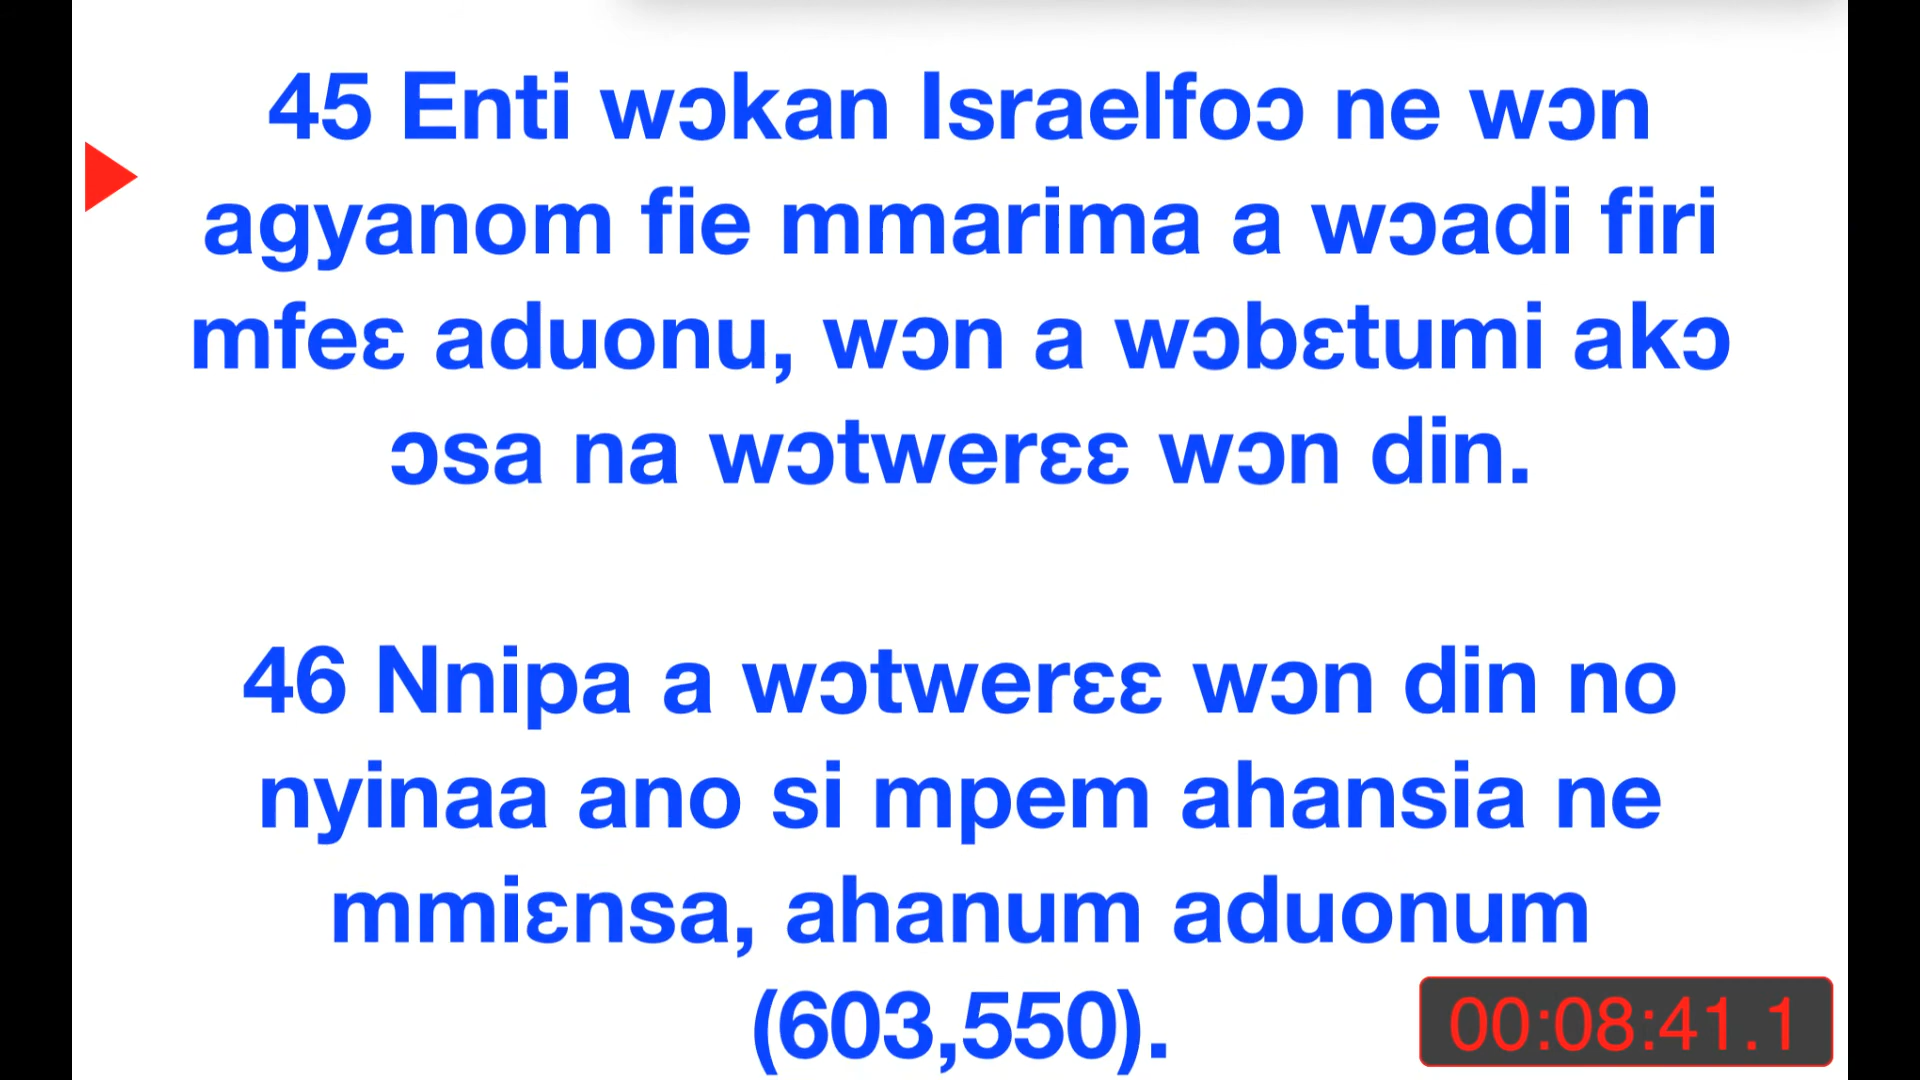 45 Enti wɔkan Israelfoɔ ne wɔn
agyanom fie mmarima a wɔadi firi
mfeɛ aduonu, wɔn a wɔbɛtumi akɔ
ɔsa na wɔtwerɛɛ wɔn din.
46 Nnipa a wɔtwerɛɛ wɔn din no
nyinaa ano si mpem ahansia ne
mmiɛnsa, ahanum aduonum
(603,550).
00:08:41.1